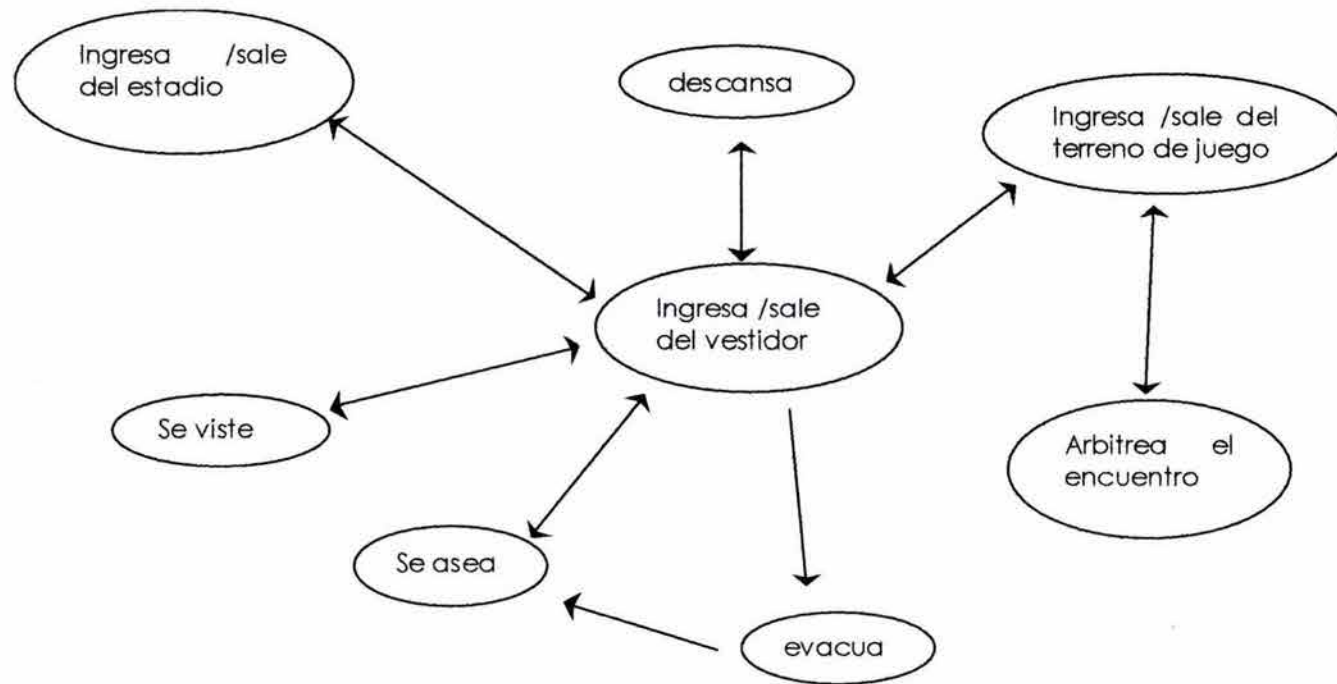 Ingresa /sale
del estadio
descansa
Ingresa /sale del
terreno de juego
Ingresa /sale
del vestidor
Se viste
Arbitrea el
encuentro
Se asea
evacua